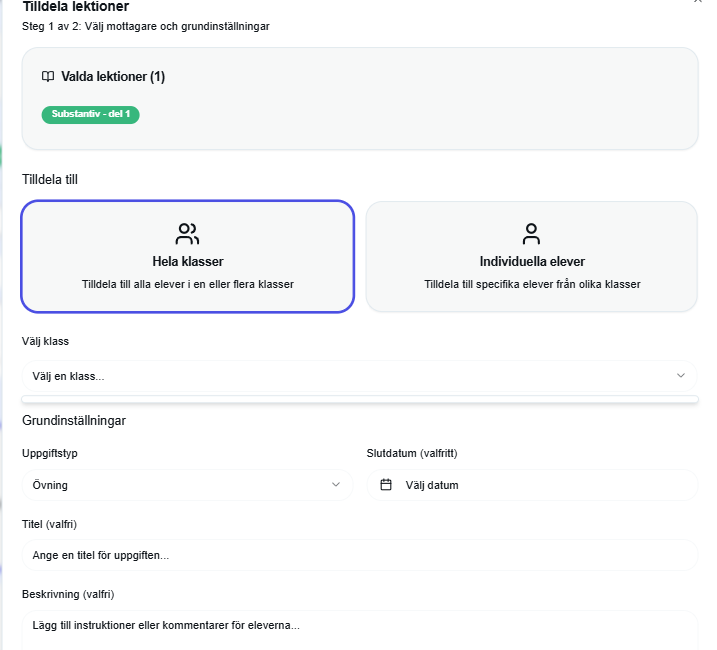 Tilldela lektioner
Steg 1 av 2: Välj mottagare och grundinställningar
Valda lektioner (1)
Substantiv - del 1
Tilldela till
Hela klasser
Tilldela till alla elever i en eller flera klasser
Individuella elever
Tilldela till specifika elever från olika klasser
Välj klass
Välj en klass...
Grundinställningar
Uppgiftstyp
Övning
Slutdatum (valfritt)
Välj datum
Titel (valfri)
Ange en titel för uppgiften...
Beskrivning (valfri)
Lägg till instruktioner eller kommentarer för eleverna...